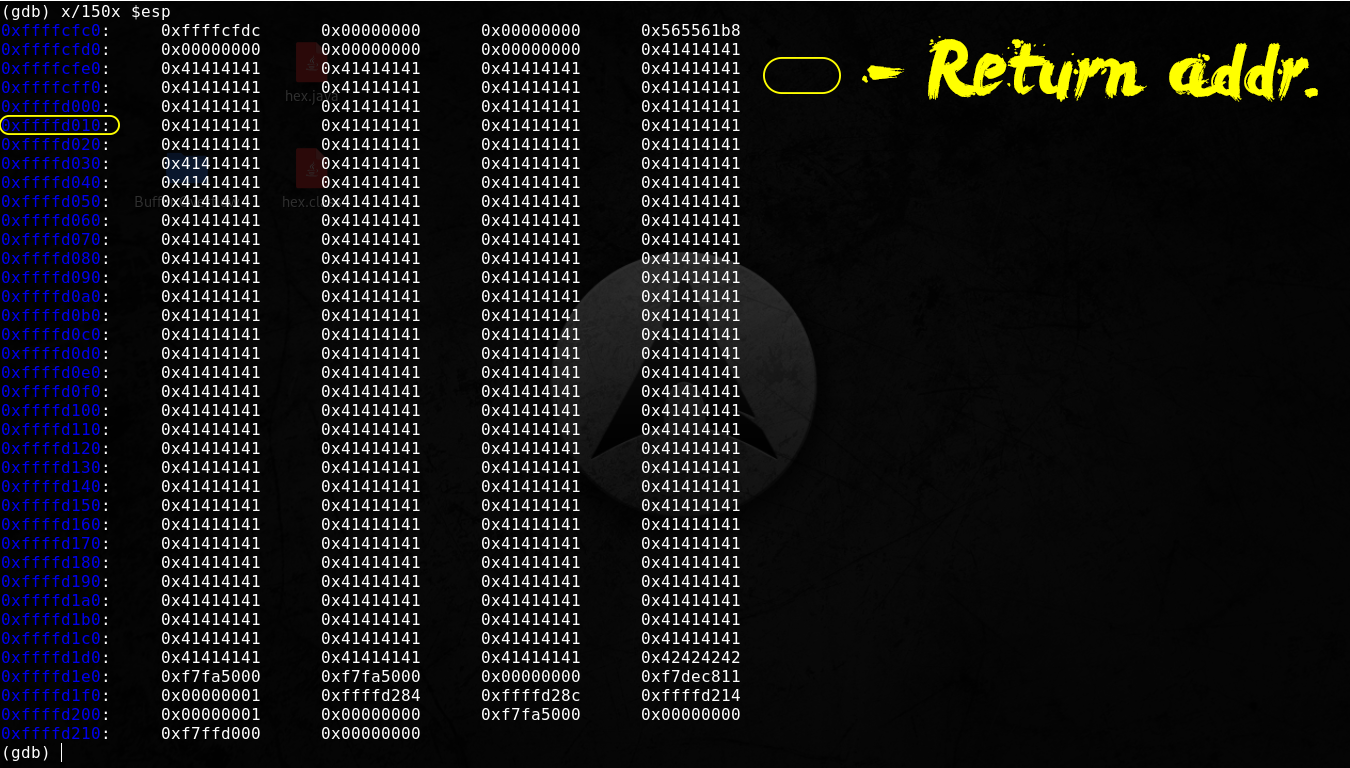 (gdb) x/150x $esp
0xffffcfc0: 0xffffcfdc 0x00000000 0x00000000 0x565561b8
0xffffcfd0: 0x00000000 0x00000000 0x00000000 0x41414141
0xffffcfe0: 0x41414141 0x41414141 0x41414141 0x41414141
0xffffcff0: 0x41414141 0x41414141 0x41414141 0x41414141
0xffffd000: 0x41414141 0x41414141 0x41414141 0x41414141
0xffffd010: 0x41414141 0x41414141 0x41414141 0x41414141
0xffffd020: 0x41414141 0x41414141 0x41414141 0x41414141
0xffffd030: 0x41414141 0x41414141 0x41414141 0x41414141
0xffffd040: 0x41414141 0x41414141 0x41414141 0x41414141
0xffffd050: 0x41414141 0x41414141 0x41414141 0x41414141
0xffffd060: 0x41414141 0x41414141 0x41414141 0x41414141
0xffffd070: 0x41414141 0x41414141 0x41414141 0x41414141
0xffffd080: 0x41414141 0x41414141 0x41414141 0x41414141
0xffffd090: 0x41414141 0x41414141 0x41414141 0x41414141
0xffffd0a0: 0x41414141 0x41414141 0x41414141 0x41414141
0xffffd0b0: 0x41414141 0x41414141 0x41414141 0x41414141
0xffffd0c0: 0x41414141 0x41414141 0x41414141 0x41414141
0xffffd0d0: 0x41414141 0x41414141 0x41414141 0x41414141
0xffffd0e0: 0x41414141 0x41414141 0x41414141 0x41414141
0xffffd0f0: 0x41414141 0x41414141 0x41414141 0x41414141
0xffffd100: 0x41414141 0x41414141 0x41414141 0x41414141
0xffffd110: 0x41414141 0x41414141 0x41414141 0x41414141
0xffffd120: 0x41414141 0x41414141 0x41414141 0x41414141
0xffffd130: 0x41414141 0x41414141 0x41414141 0x41414141
0xffffd140: 0x41414141 0x41414141 0x41414141 0x41414141
0xffffd150: 0x41414141 0x41414141 0x41414141 0x41414141
0xffffd160: 0x41414141 0x41414141 0x41414141 0x41414141
0xffffd170: 0x41414141 0x41414141 0x41414141 0x41414141
0xffffd180: 0x41414141 0x41414141 0x41414141 0x41414141
0xffffd190: 0x41414141 0x41414141 0x41414141 0x41414141
0xffffd1a0: 0x41414141 0x41414141 0x41414141 0x41414141
0xffffd1b0: 0x41414141 0x41414141 0x41414141 0x41414141
0xffffd1c0: 0x41414141 0x41414141 0x41414141 0x41414141
0xffffd1d0: 0x41414141 0x41414141 0x41414141 0x42424242
0xffffd1e0: 0xf7fa5000 0xf7fa5000 0x00000000 0xf7dec811
0xffffd1f0: 0x00000001 0xffffd284 0xffffd28c 0xffffd214
0xffffd200: 0x00000001 0x00000000 0xf7fa5000 0x00000000
0xffffd210: 0xf7ffd000 0x00000000
(gdb)
- Return addr.